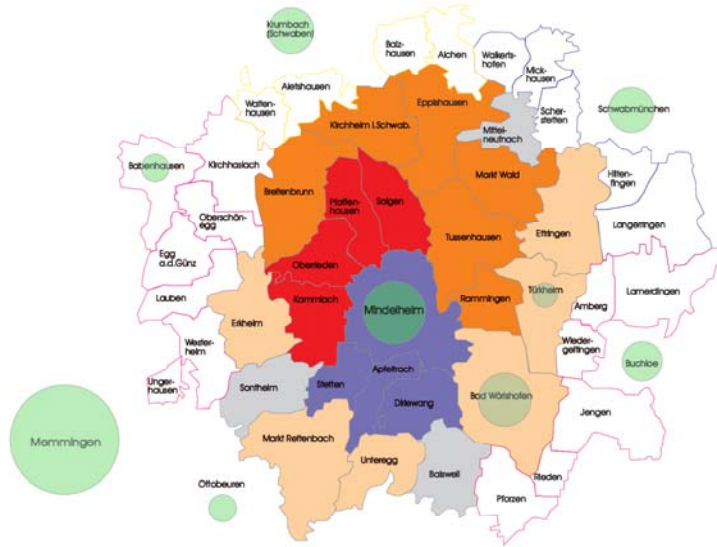 Krumbach
(Schwaben)
Balz-
hausen
Aichen
Walkerts-
hofen
Mick-
hausen
Aletshausen
Watten-
hausen
Eppishausen
Scher-
stetten
Schwabmünchen
Kirchheim i.Schwab.
Mittel-
neufnach
Babenhausen
Kirchhaslach
Breitenbrunn
Pfaffen-
hausen
Salgen
Markt Wald
Hilten-
fingen
Oberschön-
egg
Langerringen
Tussenhausen
Ettringen
Egg
a.d.Günz
Oberrieden
Lauben
Kammlach
Mindelheim
Rammingen
Türkheim
Amberg
Lamerdingen
Erkheim
Wester-
heim
Wieder-
geltingen
Buchloe
Unger-
hausen
Sontheim
Stetten
Apfeltrach
Dirlewang
Bad Wörishofen
Jengen
Memmingen
Markt Rettenbach
Unteregg
Baisweil
Rieden
Pforzen
Ottobeuren